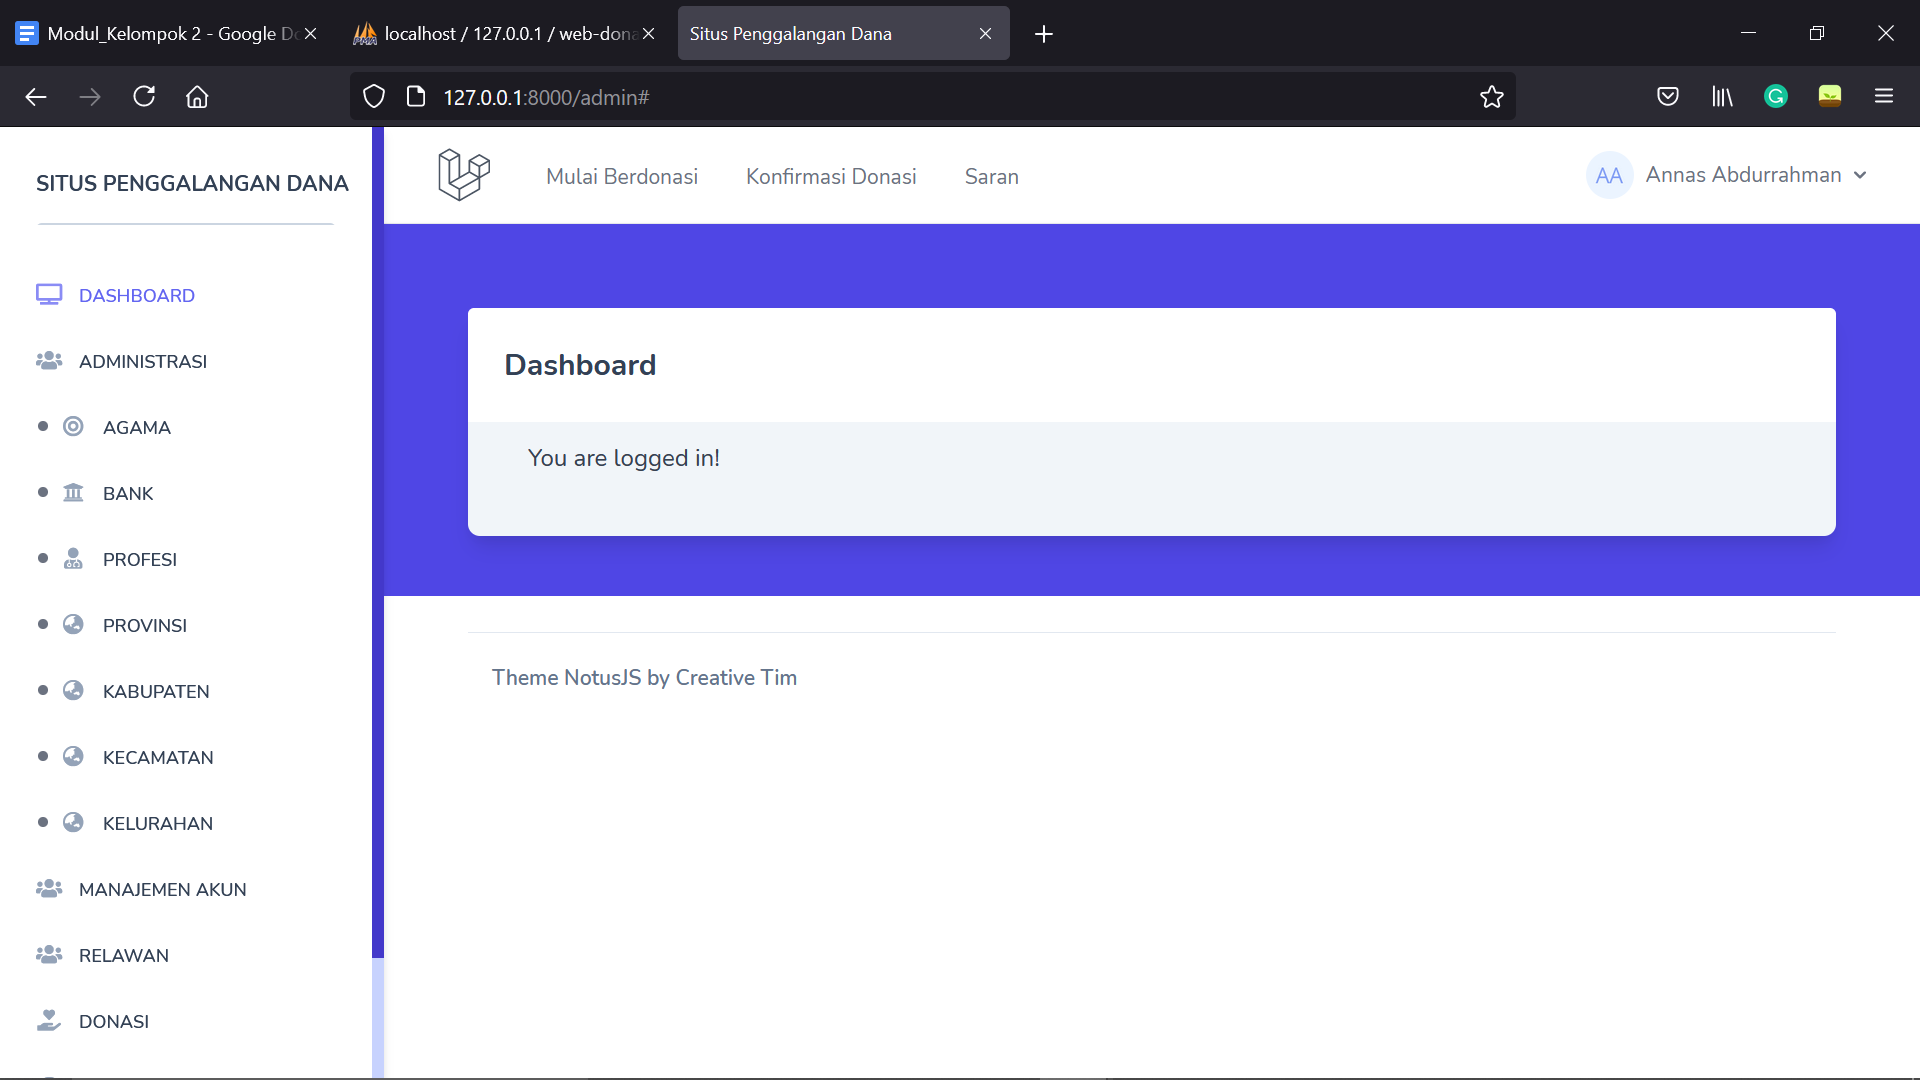 Modul_Kelompok 2 - Google Do
localhost / 127.0.0.1 / web-dona
Situs Penggalangan Dana
127.0.0.1:8000/admin#
SITUS PENGGALANGAN DANA
Mulai Berdonasi
Konfirmasi Donasi
Saran
AA
Annas Abdurrahman
DASHBOARD
ADMINISTRASI
AGAMA
BANK
PROFESI
PROVINSI
KABUPATEN
KECAMATAN
KELURAHAN
MANAJEMEN AKUN
RELAWAN
DONASI
Dashboard
You are logged in!
Theme NotusJS by Creative Tim